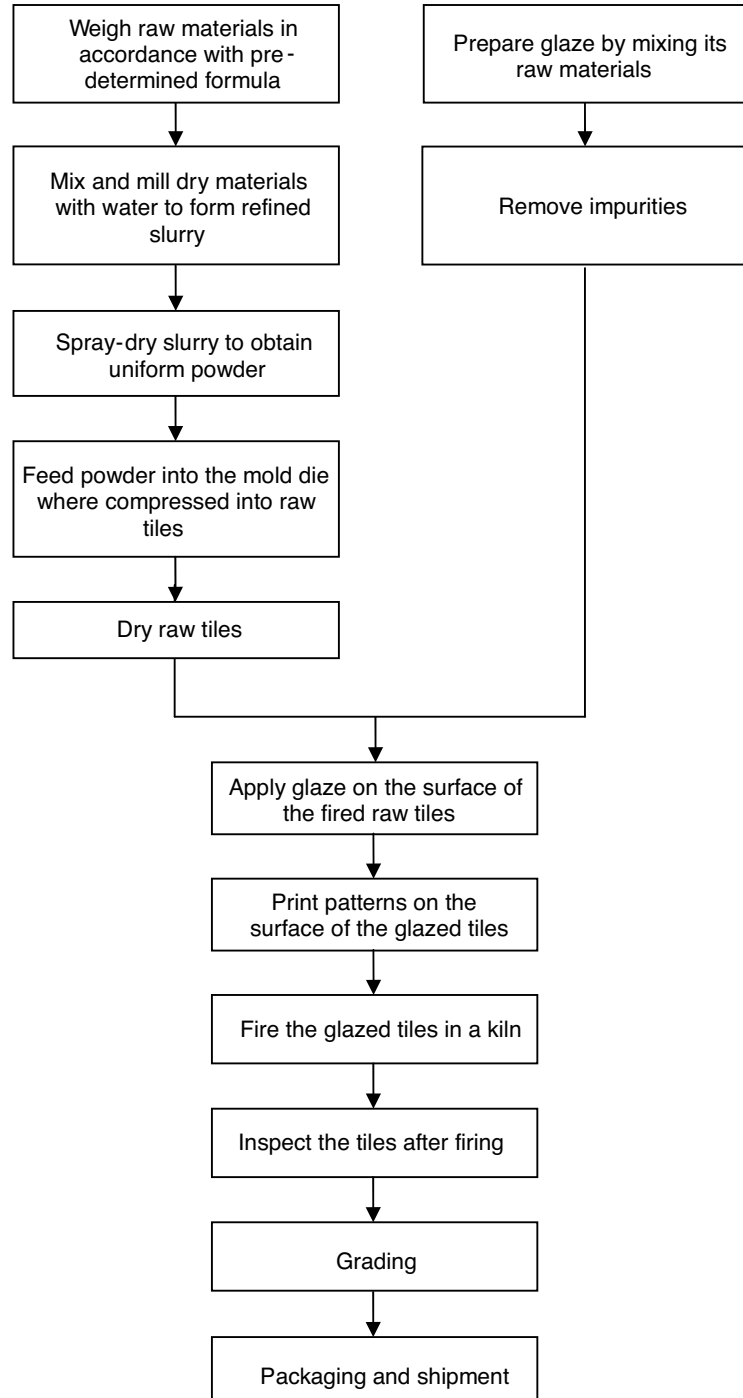 Weigh raw materials in
accordance with pre-
determined formula
Mix and mill dry materials
with water to form refined
slurry
Spray-dry slurry to obtain
uniform powder
Feed powder into the mold die
where compressed into raw
tiles
Dry raw tiles
Prepare glaze by mixing its
raw materials
Remove impurities
Apply glaze on the surface of
the fired raw tiles
Print patterns on the
surface of the glazed tiles
Fire the glazed tiles in a kiln
Inspect the tiles after firing
Grading
Packaging and shipment